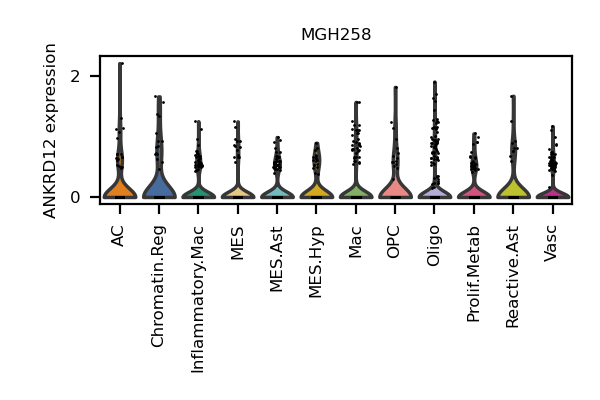 MGH258
ANKRD12 expression
2
0
AC
Chromatin.Reg
Inflammatory.Mac
MES
MES.Ast
MES.Hyp
Mac
OPC
Oligo
Prolif.Metab
Reactive.Ast
Vasc